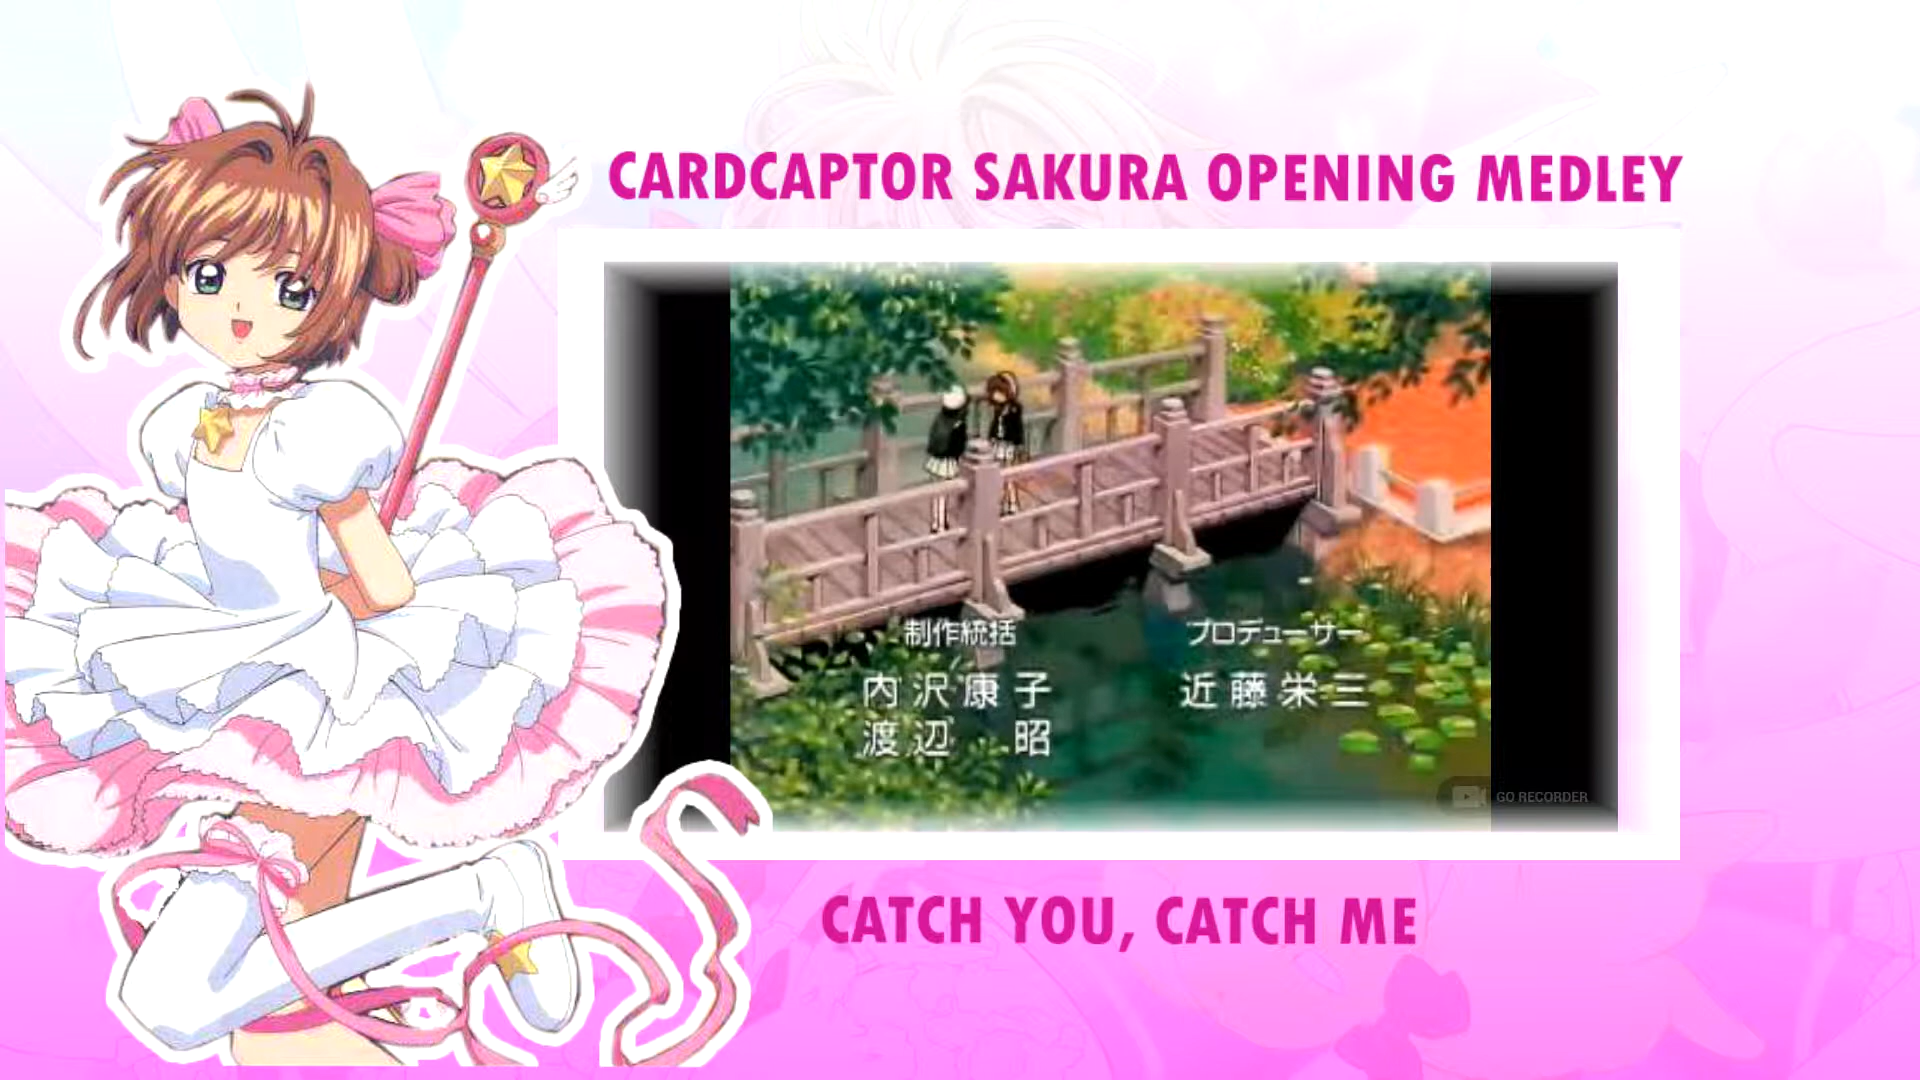 CARDCAPTOR SAKURA OPENING MEDLEY
制作統括
内沢康子
渡辺 昭
プロデューサー
近藤栄三
GO RECORDER
CATCH YOU, CATCH ME